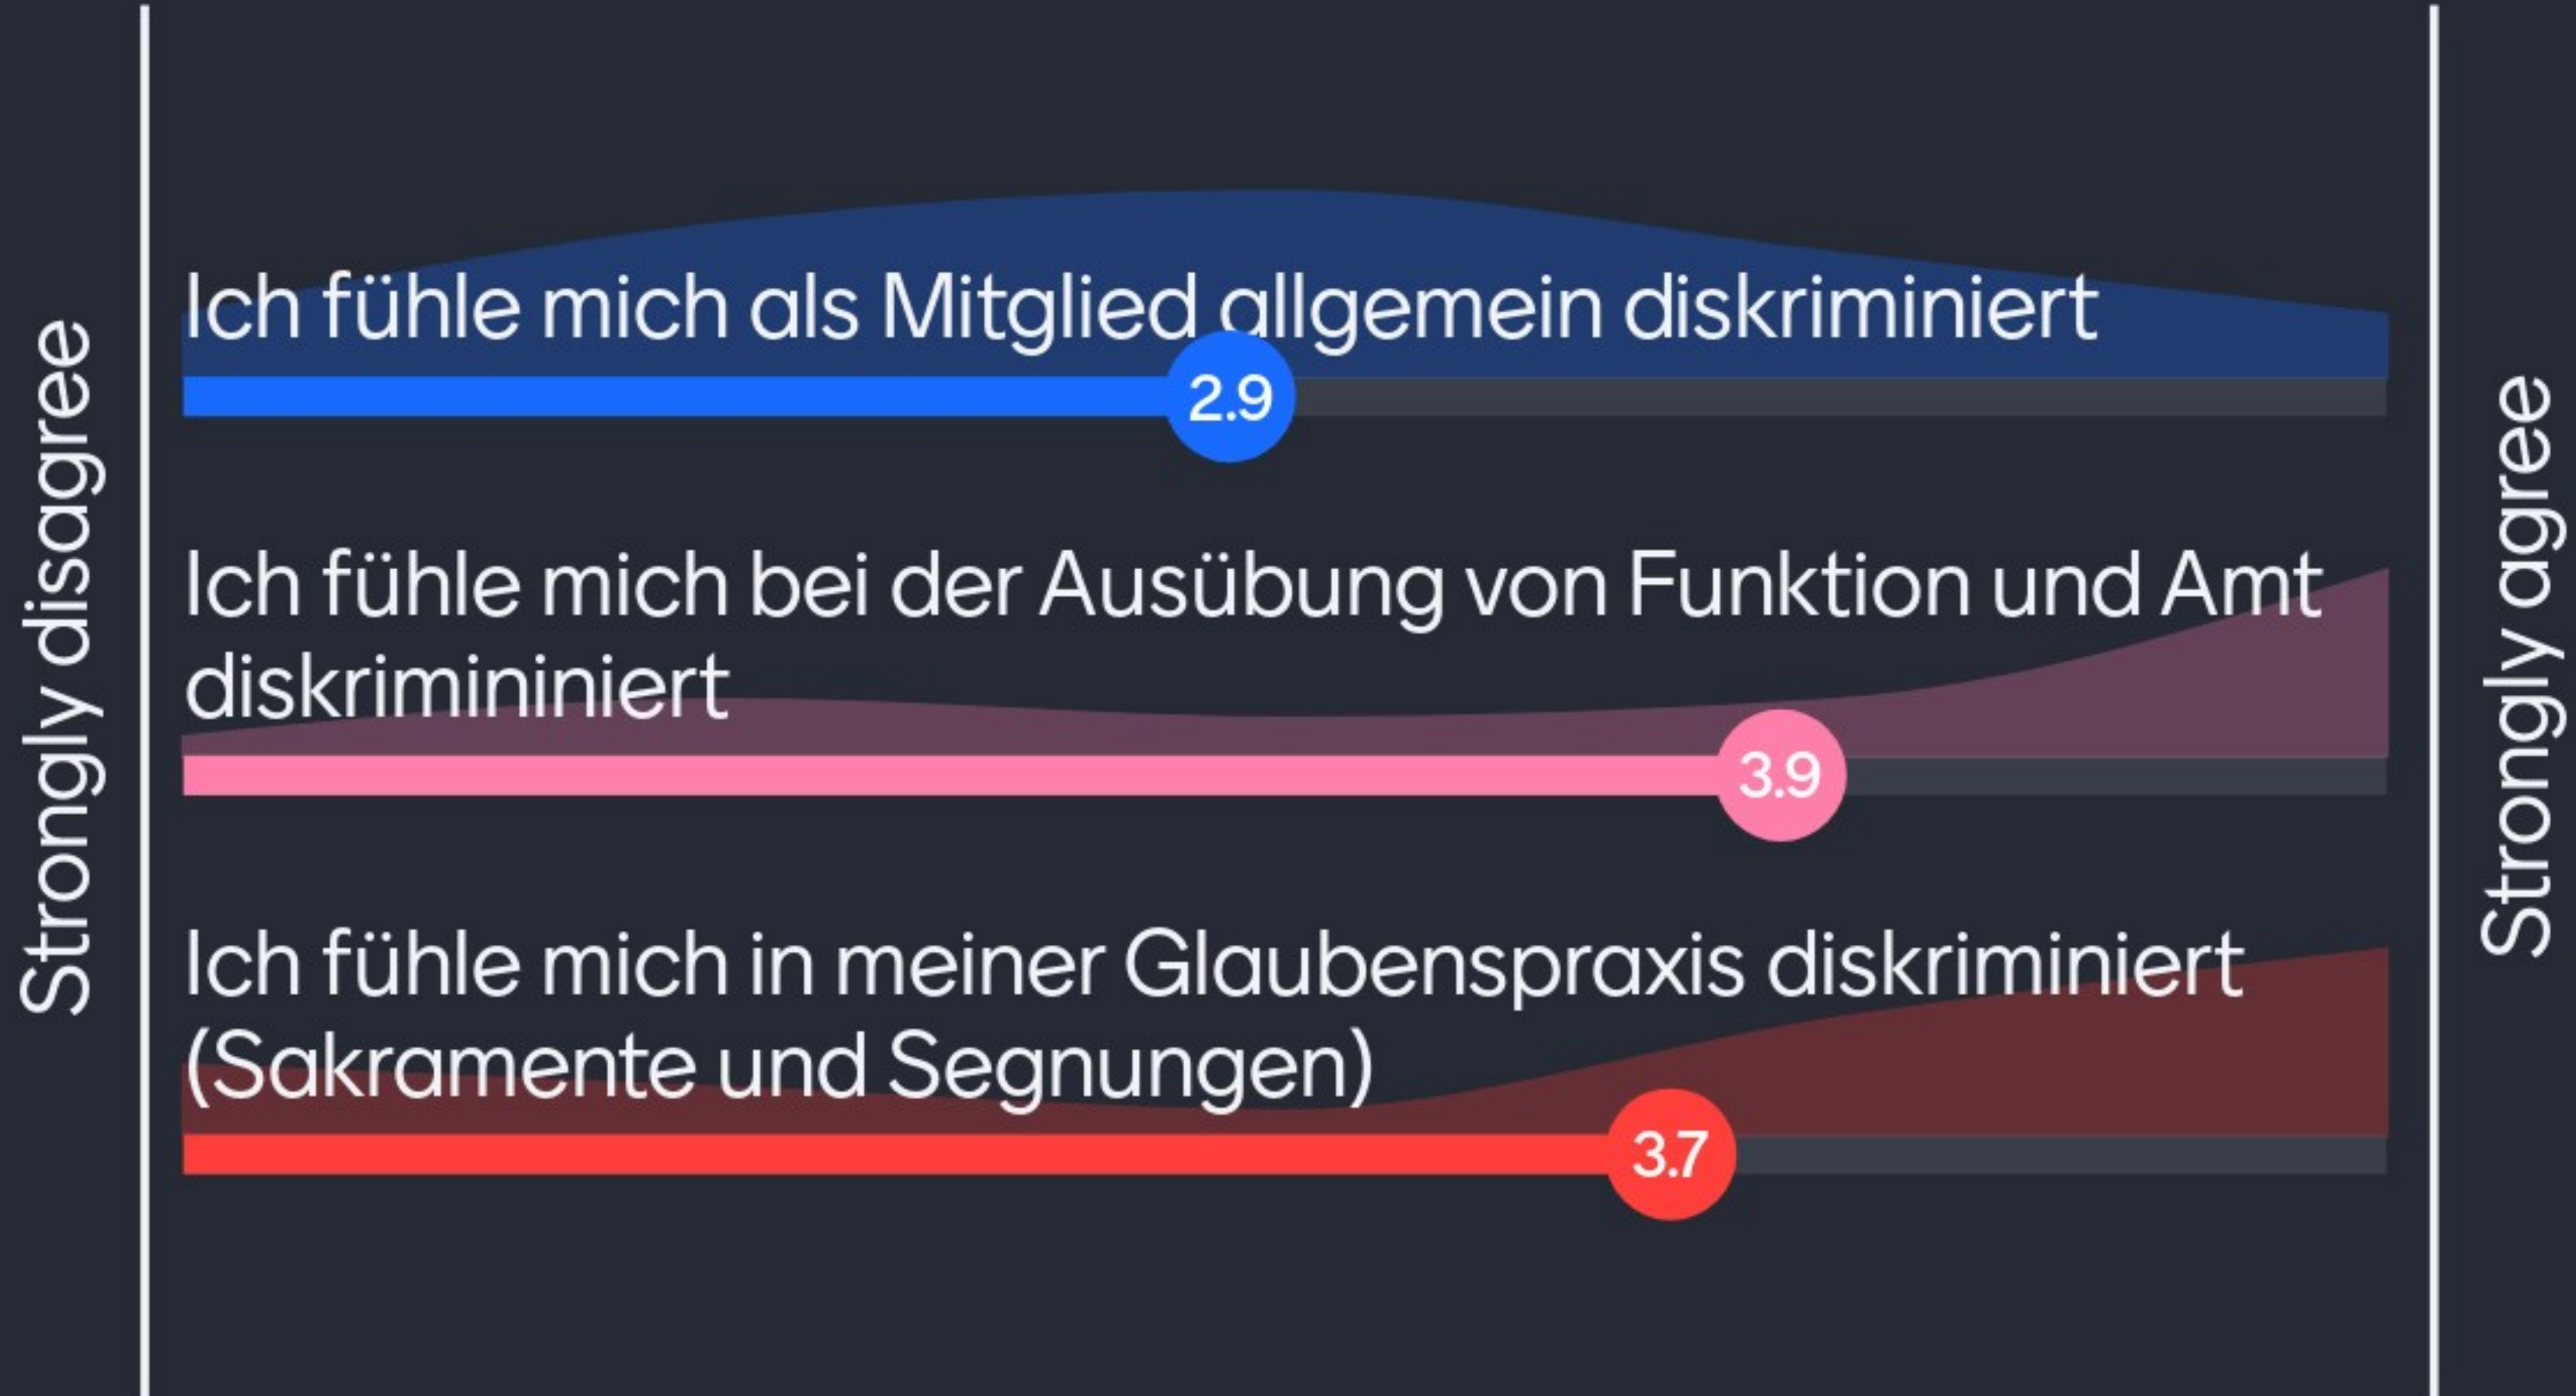 Strongly disagree
Ich fühle mich als Mitglied allgemein diskriminiert
2.9
Ich fühle mich bei der Ausübung von Funktion und Amt
diskrimininiert
3.9
Ich fühle mich in meiner Glaubenspraxis diskriminiert
(Sakramente und Segnungen)
3.7
Strongly agree